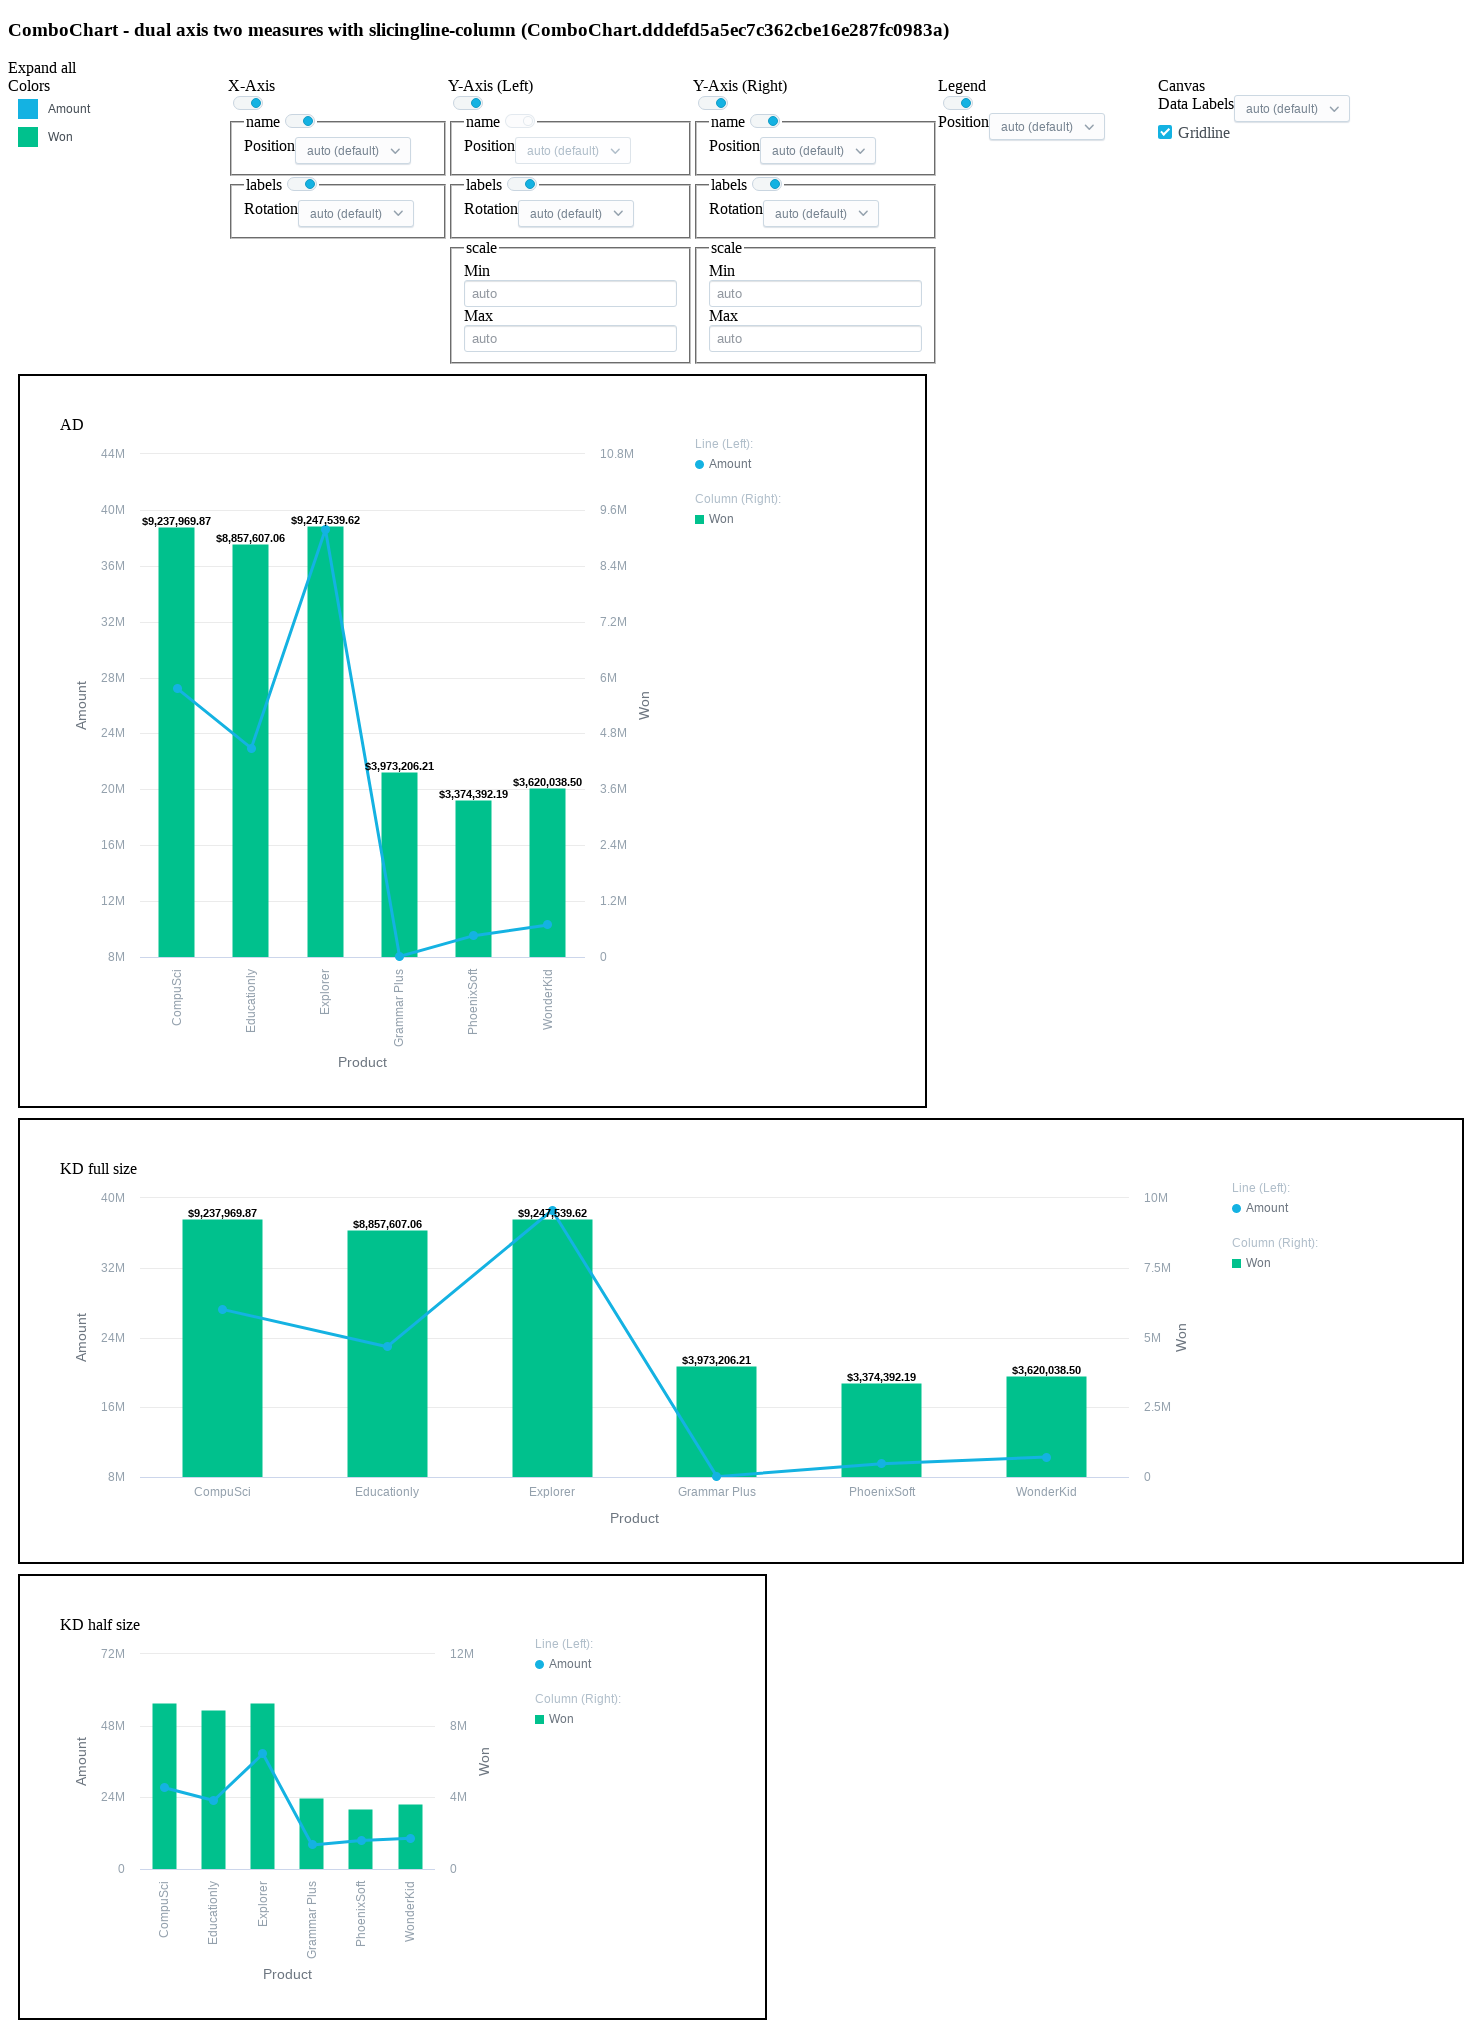 ComboChart - dual axis two measures with slicingline-column (ComboChart.dddefd5a5ec7c362cbe16e287fc0983a)
Expand all
Colors
Amount
Won
X-Axis
name
Position auto (default)
labels
Rotation auto (default)
Y-Axis (Left)
name
Position auto (default)
labels
Rotation auto (default)
scale
Min
auto
Max
auto
Y-Axis (Right)
name
Position auto (default)
labels
Rotation auto (default)
scale
Min
auto
Max
auto
Legend
Position auto (default)
Canvas
Data Labels auto (default)
Gridline
AD
44M
40M
36M
32M
28M
24M
20M
16M
12M
8M
Amount
$9,237,969.87
$8,857,607.06
$9,247,539.62
$3,973,206.21
$3,374,392.19
$3,620,038.50
10.8M
9.6M
8.4M
7.2M
6M
4.8M
3.6M
2.4M
1.2M
0
Won
CompuSci
Educationly
Explorer
Grammar Plus
PhoenixSoft
WonderKid
Product
Line (Left):
Amount
Column (Right):
Won
KD full size
40M
32M
24M
16M
8M
Amount
$9,237,969.87
$8,857,607.06
$9,247,539.62
$3,973,206.21
$3,374,392.19
$3,620,038.50
10M
7.5M
5M
2.5M
0
Won
CompuSci
Educationly
Explorer
Grammar Plus
PhoenixSoft
WonderKid
Product
Line (Left):
Amount
Column (Right):
Won
KD half size
72M
48M
24M
0
Amount
12M
8M
4M
0
Won
CompuSci
Educationly
Explorer
Grammar Plus
PhoenixSoft
WonderKid
Product
Line (Left):
Amount
Column (Right):
Won